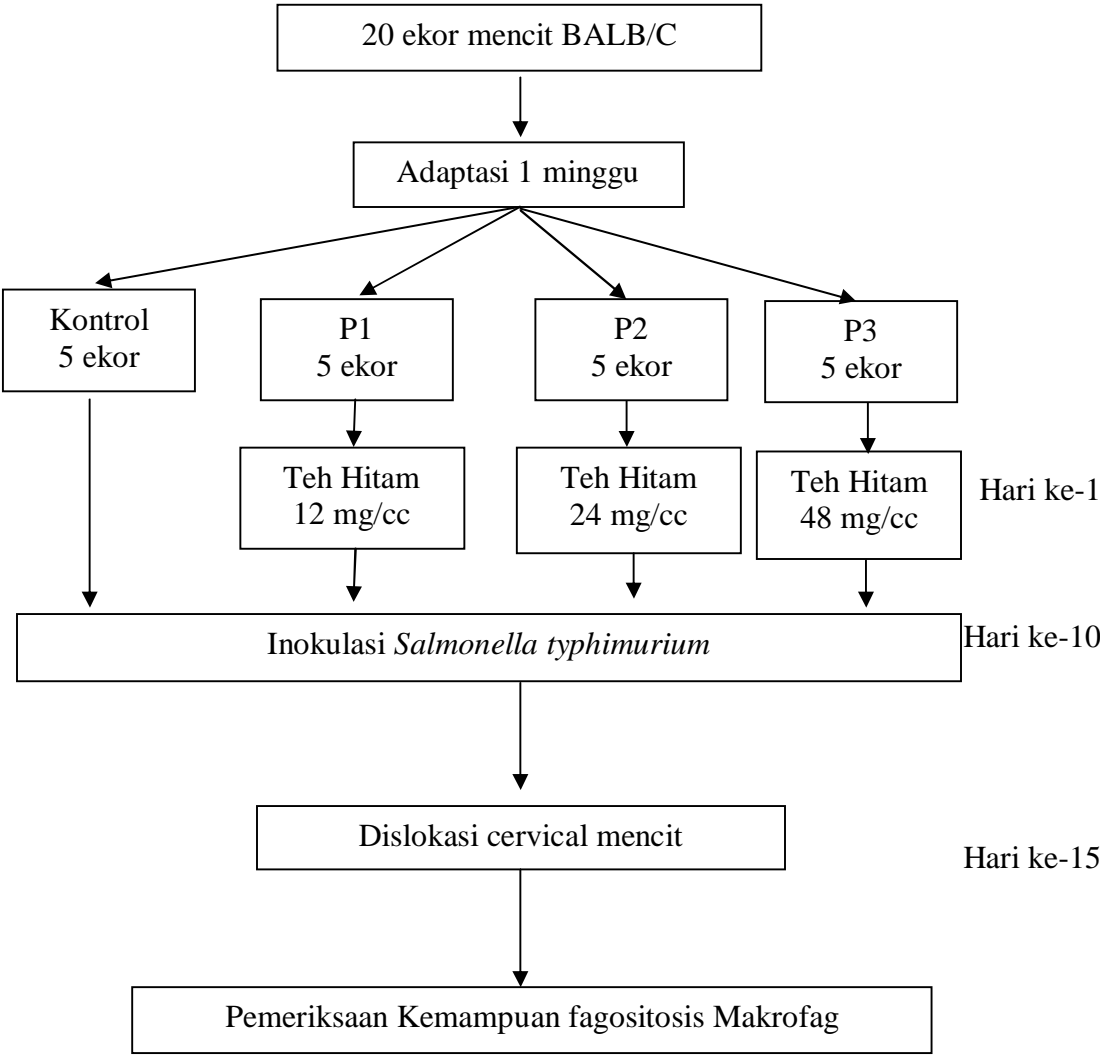 20 ekor mencit BALB/C
Adaptasi 1 minggu
Kontrol
5 ekor
P1
5 ekor
P2
5 ekor
P3
5 ekor
Teh Hitam
12 mg/cc
Teh Hitam
24 mg/cc
Teh Hitam
48 mg/cc
Hari ke-1
Inokulasi Salmonella typhimurium
Hari ke-10
Dislokasi cervical mencit
Hari ke-15
Pemeriksaan Kemampuan fagositosis Makrofag